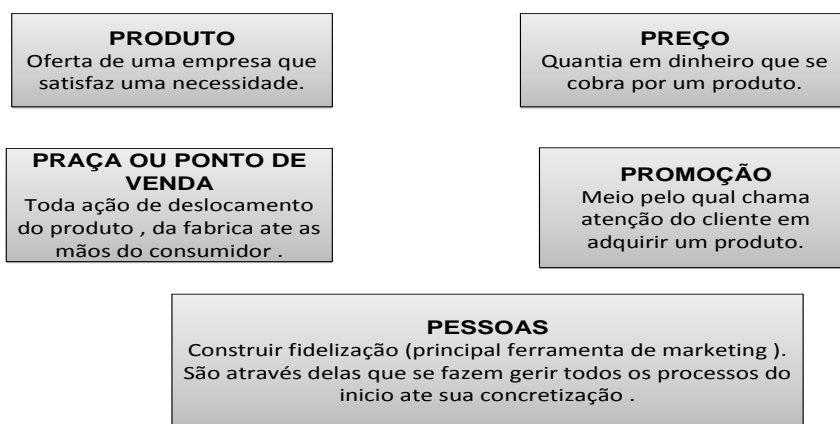 PRODUTO
Oferta de uma empresa que
satisfaz uma necessidade.
PREÇO
Quantia em dinheiro que se
cobra por um produto.
PRAÇA OU PONTO DE
VENDA
Toda ação de deslocamento
do produto , da fabrica ate as
mãos do consumidor .
PROMOÇÃO
Meio pelo qual chama
atenção do cliente em
adquirir um produto.
PESSOAS
Construir fidelização (principal ferramenta de marketing ).
São através delas que se fazem gerir todos os processos do
inicio ate sua concretização .